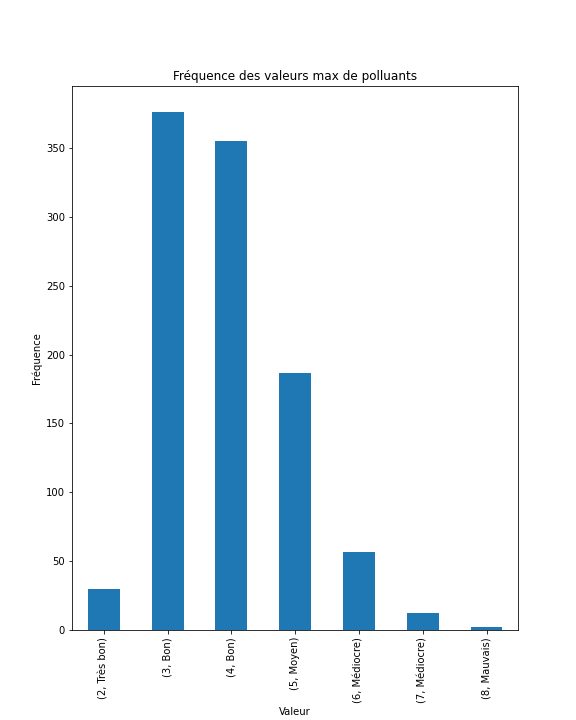 Fréquence des valeurs max de polluants
350
300
250
200
150
100
50
0
Fréquence
(2, Très bon)
(3, Bon)
(4, Bon)
(5, Moyen)
(6, Médiocre)
(7, Médiocre)
(8, Mauvais)
Valeur